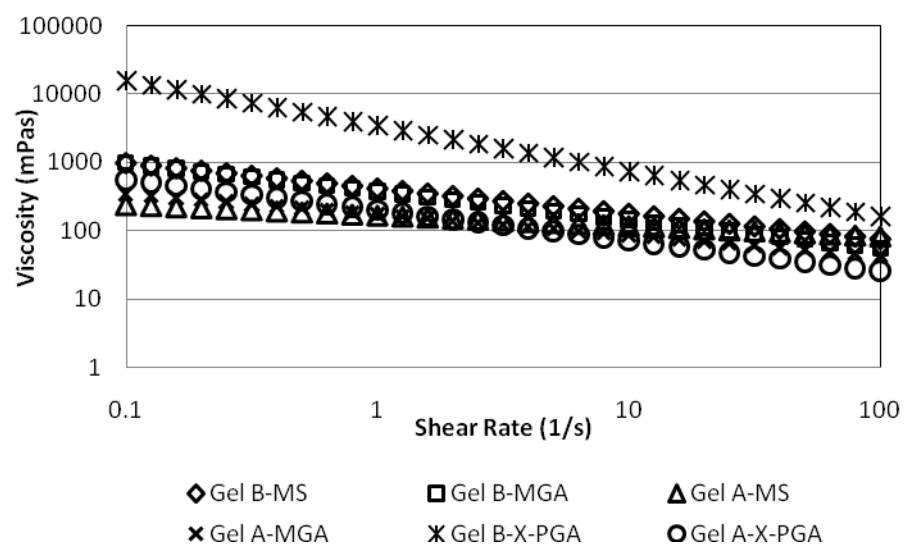 100000
10000
1000
100
10
1
Viscosity (mPas)
0.1 1 10 100
Shear Rate (1/s)
Gel B-MS Gel B-MGA Gel A-MS
Gel A-MGA Gel B-X-PGA Gel A-X-PGA